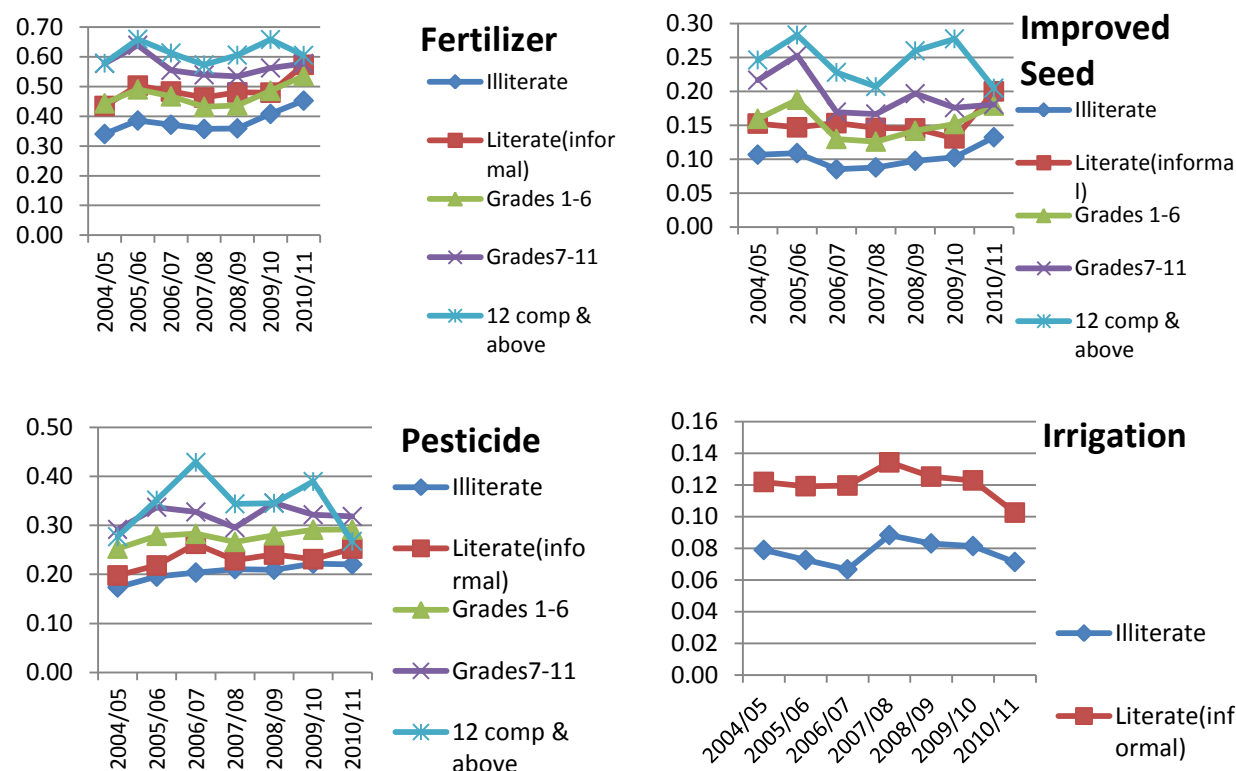 Fertilizer
0.70
0.60
0.50
0.40
0.30
0.20
0.10
0.00
2004/05
2005/06
2006/07
2007/08
2008/09
2009/10
2010/11
Illiterate
Literate(infor
mal)
Grades 1-6
Grades7-11
12 comp &
above
Improved
Seed
0.30
0.25
0.20
0.15
0.10
0.05
0.00
2004/05
2005/06
2006/07
2007/08
2008/09
2009/10
2010/11
Illiterate
Literate(informa
l)
Grades 1-6
Grades7-11
12 comp &
above
Pesticide
0.50
0.40
0.30
0.20
0.10
0.00
2004/05
2005/06
2006/07
2007/08
2008/09
2009/10
2010/11
Illiterate
Literate(info
rmal)
Grades 1-6
Grades7-11
12 comp &
above
Irrigation
0.16
0.14
0.12
0.10
0.08
0.06
0.04
0.02
0.00
2004/05
2005/06
2006/07
2007/08
2008/09
2009/10
2010/11
Illiterate
Literate(inf
ormal)